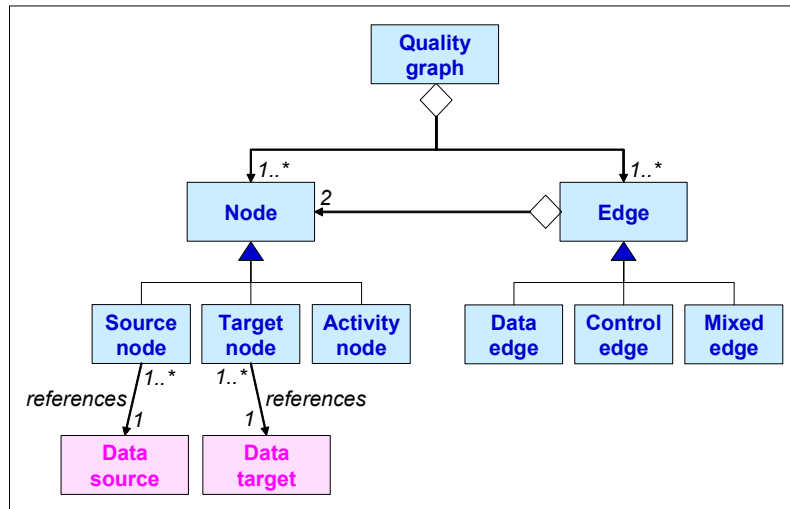 Quality
graph
1..*
1..*
Node
2
Edge
Source
node
Target
node
Activity
node
Data
edge
Control
edge
Mixed
edge
1..*
1..*
references
references
1
1
Data
source
Data
target